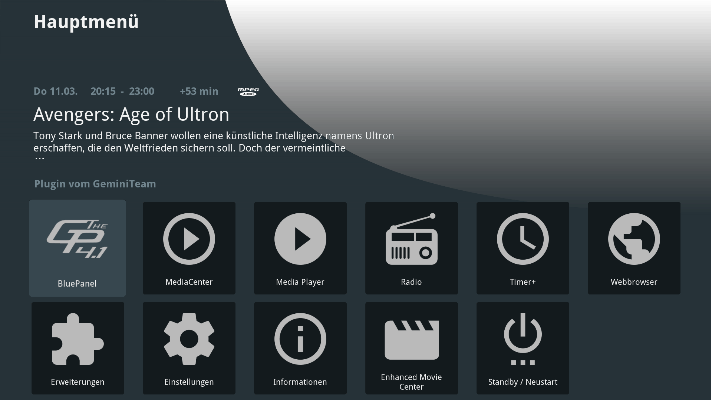 Hauptmenü
Do 11.03. 20:15 - 23:00 +53 min
Avengers: Age of Ultron
Tony Stark und Bruce Banner wollen eine künstliche Intelligenz namens Ultron
erschaffen, die den Weltfrieden sichern soll. Doch der vermeintliche
...
Plugin vom GeminiTeam
THE GP 4.1
BluePanel
MediaCenter
Media Player
Radio
Timer+
Webbrowser
Erweiterungen
Einstellungen
Informationen
Enhanced Movie
Center
Standby / Neustart